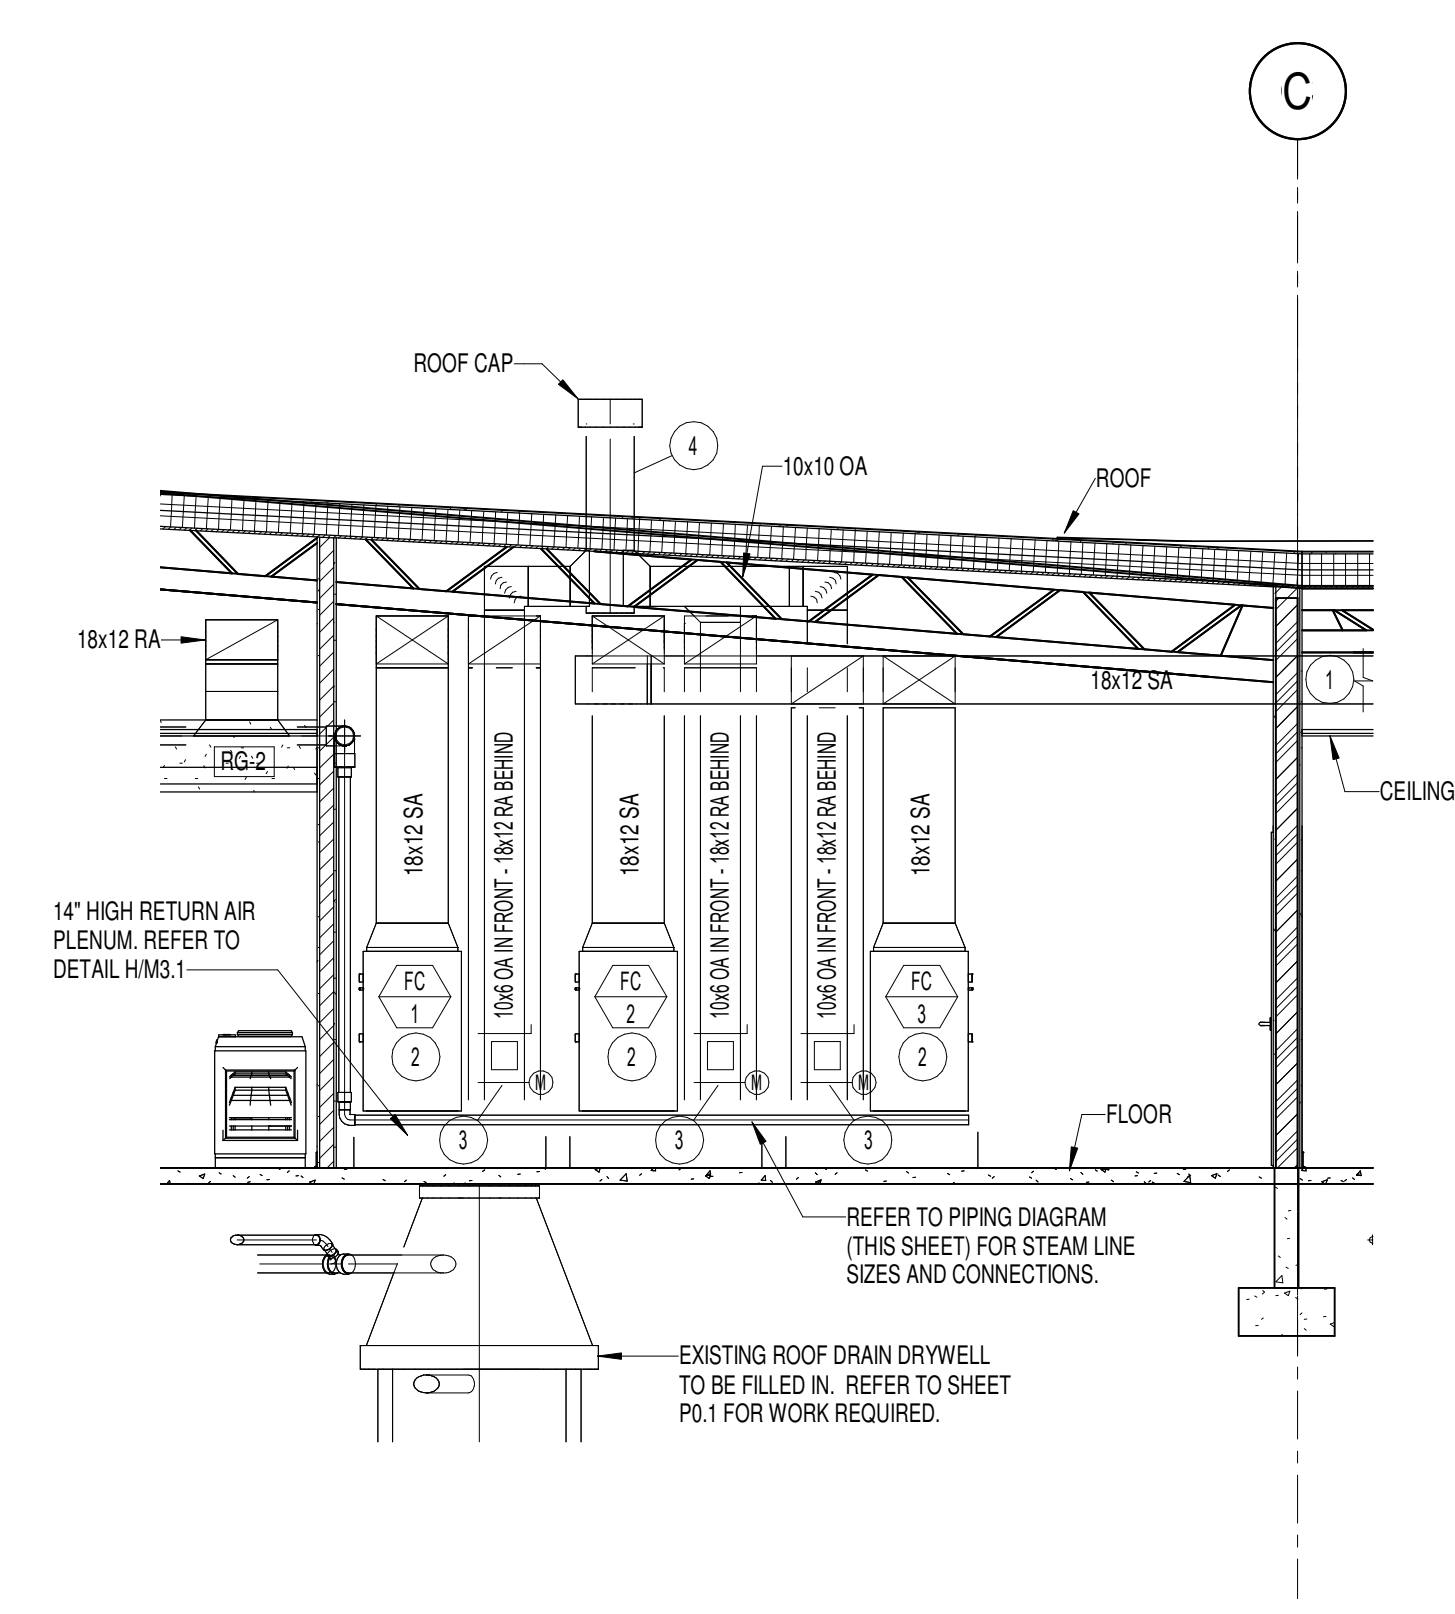 C
ROOF CAP
4
10x10 OA
ROOF
18x12 RA
18x12 SA
1
RG-2
CEILING
18x12 SA
10x6 OA IN FRONT - 18x12 RA BEHIND
18x12 SA
10x6 OA IN FRONT - 18x12 RA BEHIND
10x6 OA IN FRONT - 18x12 RA BEHIND
18x12 SA
14" HIGH RETURN AIR
PLENUM. REFER TO
DETAIL H/M3.1
FC
1
FC
2
FC
3
2
2
2
M
M
M
3
3
3
FLOOR
REFER TO PIPING DIAGRAM
(THIS SHEET) FOR STEAM LINE
SIZES AND CONNECTIONS.
EXISTING ROOF DRAIN DRYWELL
TO BE FILLED IN. REFER TO SHEET
P0.1 FOR WORK REQUIRED.